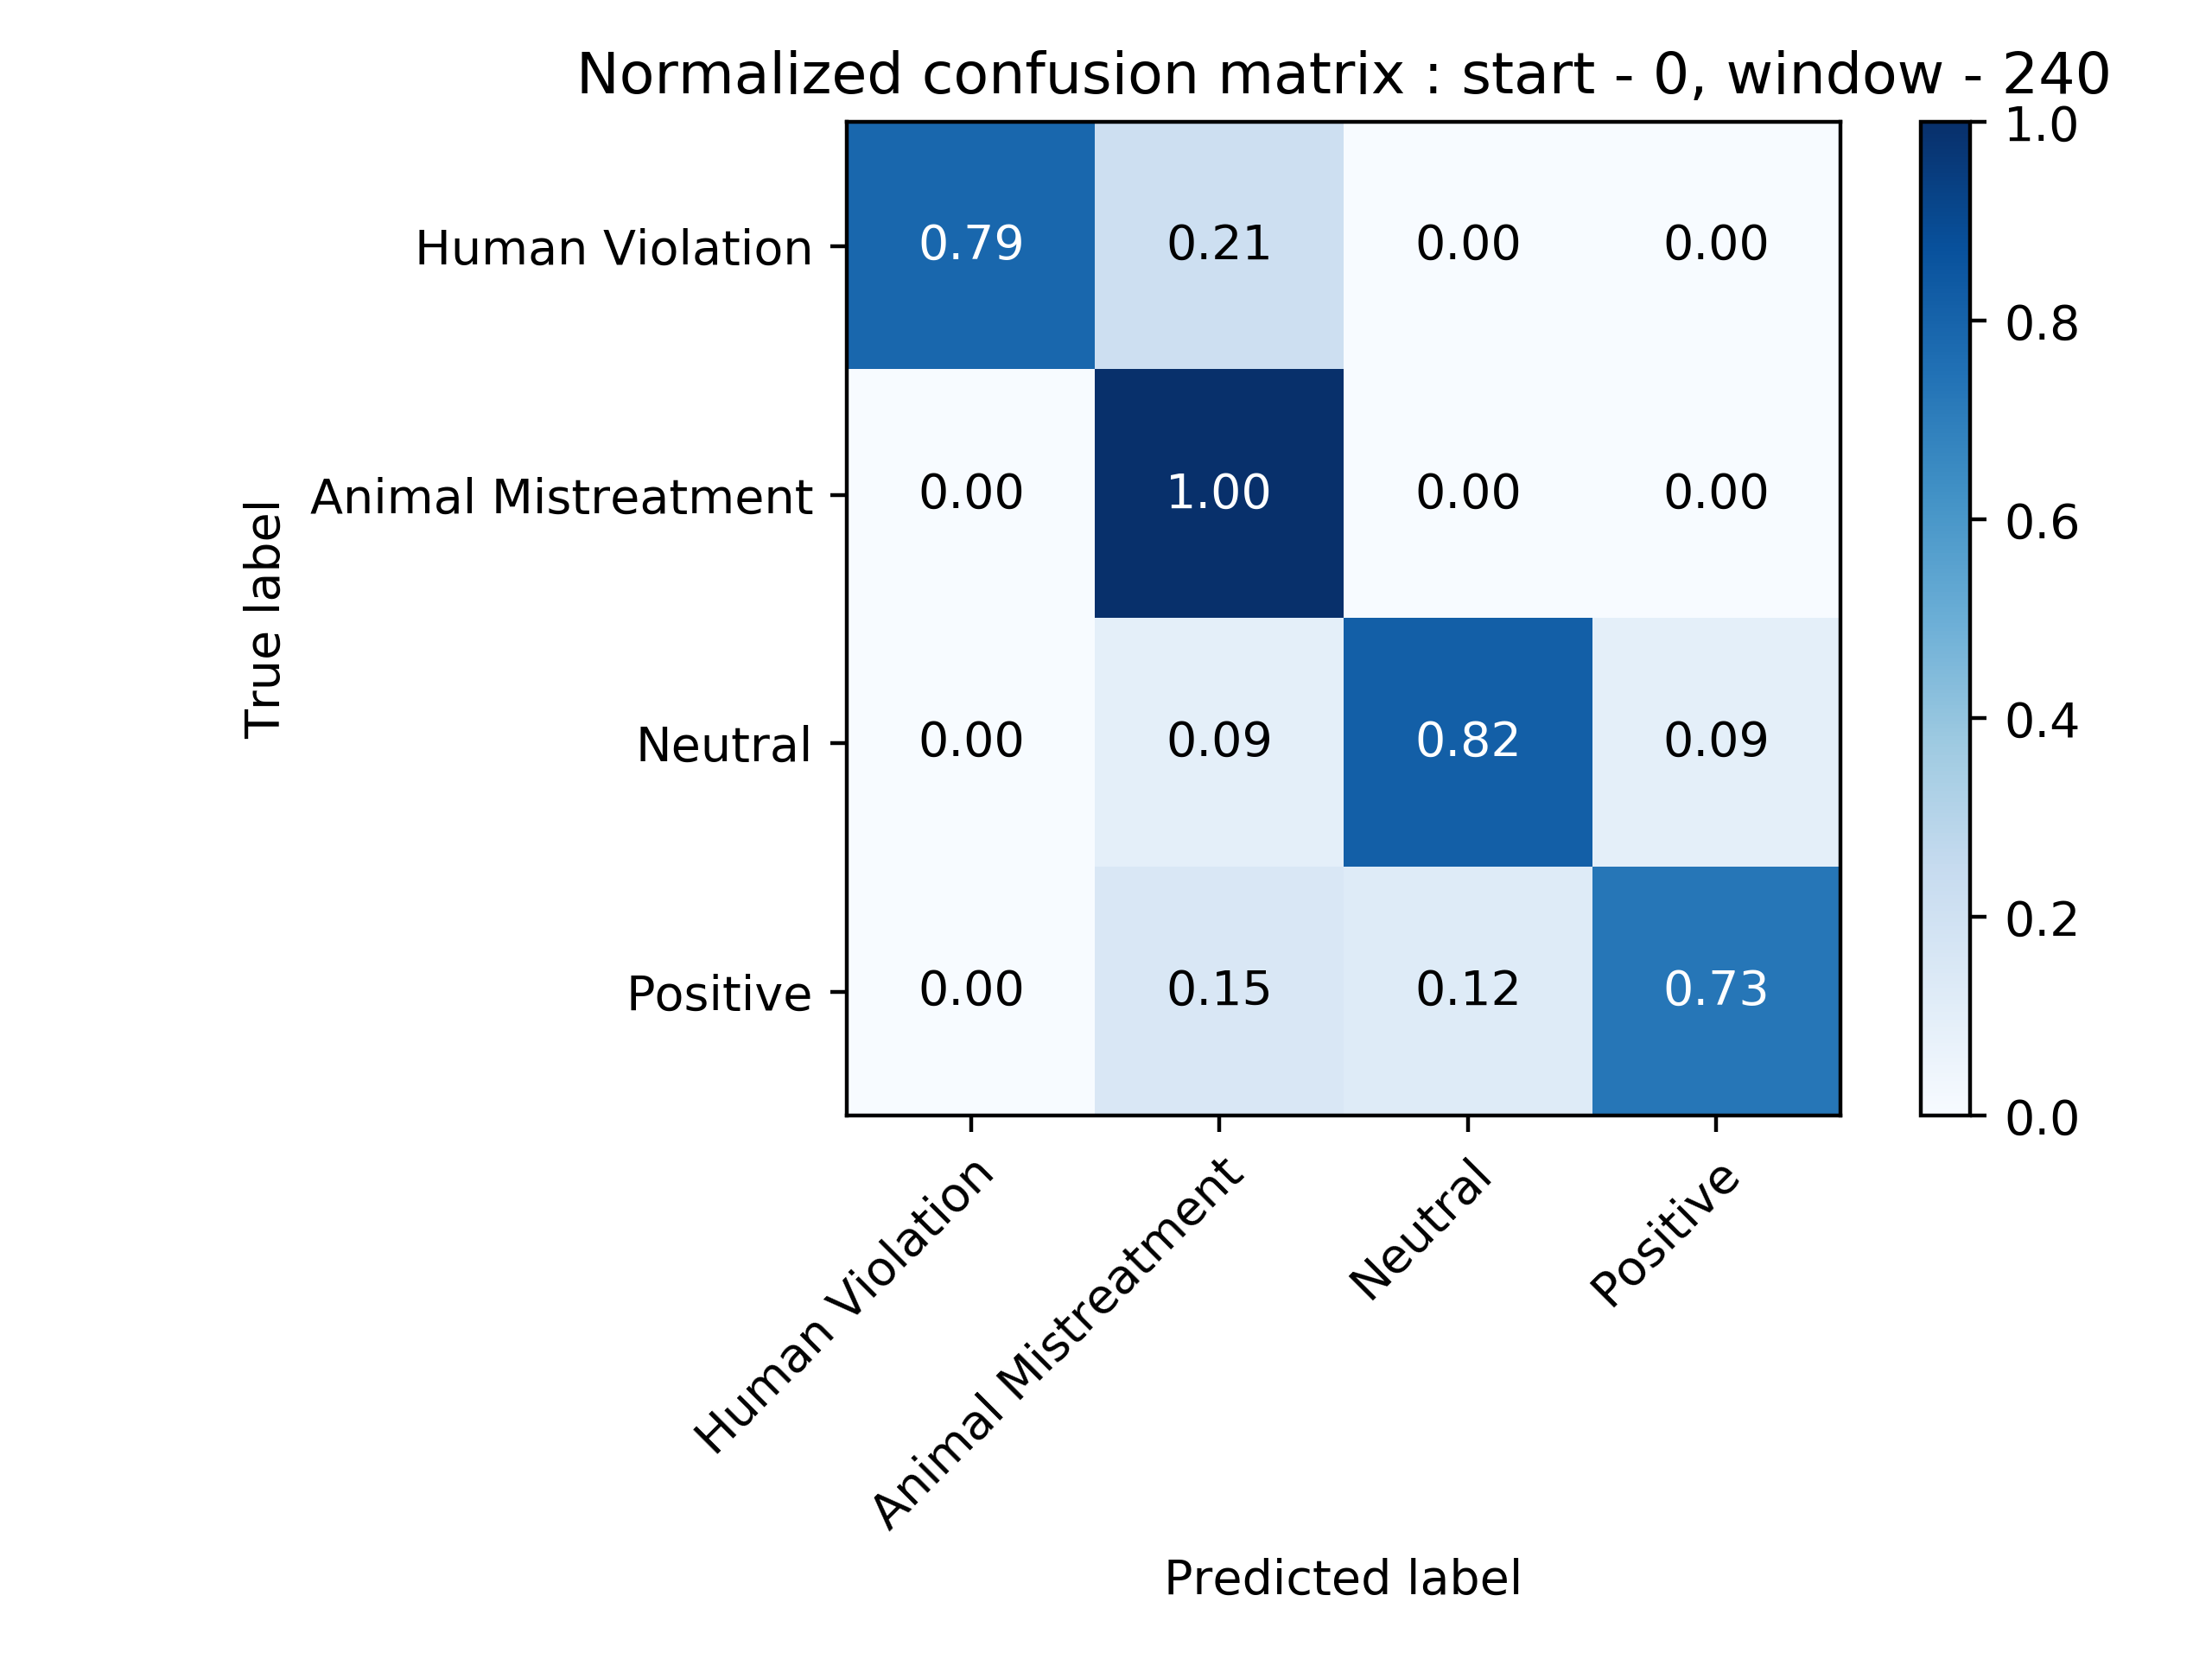 Normalized confusion matrix : start - 0, window - 240
Human Violation 0.79 0.21 0.00 0.00
Animal Mistreatment 0.00 1.00 0.00 0.00
Neutral 0.00 0.09 0.82 0.09
Positive 0.00 0.15 0.12 0.73
True label
Human Violation
Animal Mistreatment
Neutral
Positive
Predicted label
1.0
0.8
0.6
0.4
0.2
0.0